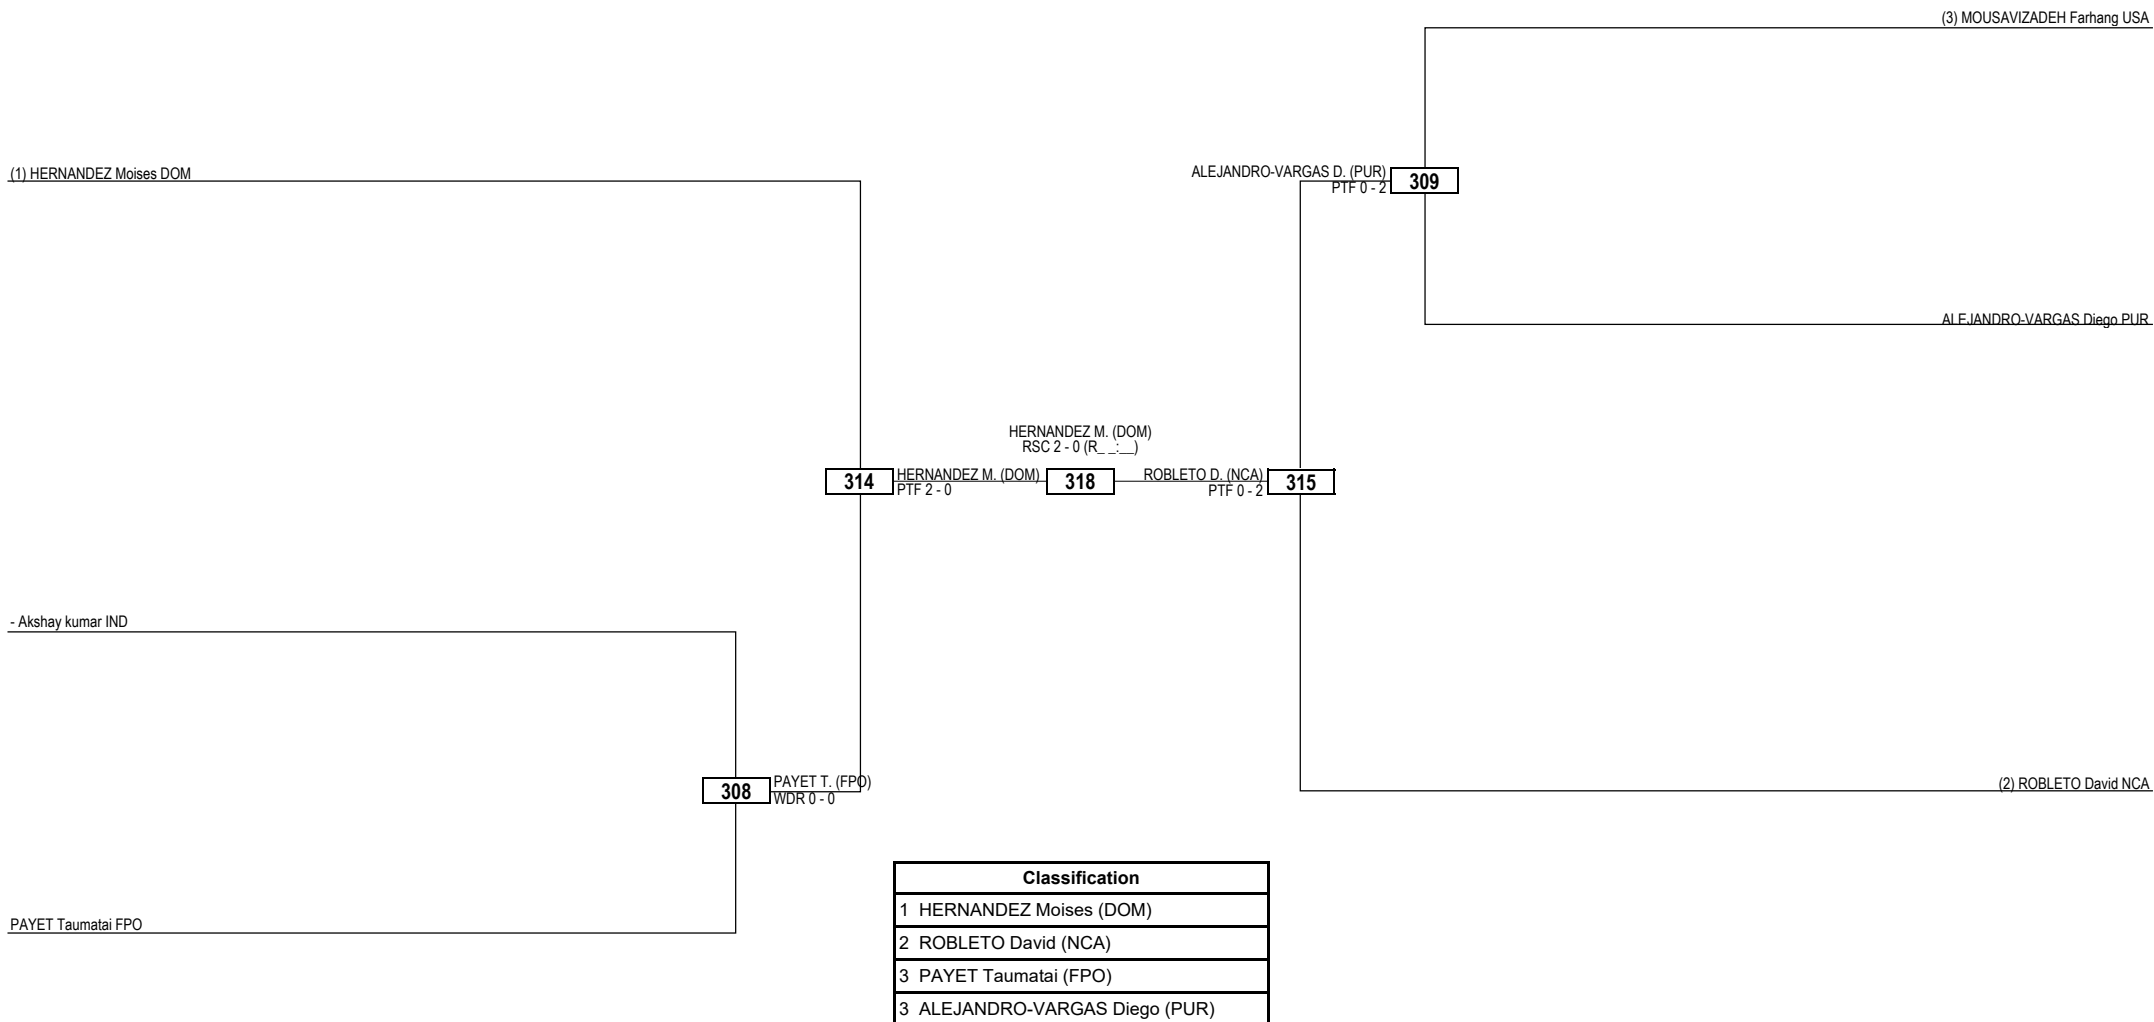 (3) MOUSAVIZADEH Farhang USA
(1) HERNANDEZ Moises DOM
ALEJANDRO-VARGAS D. (PUR)
PTF 0 - 2
309
ALEJANDRO-VARGAS Diego PUR
HERNANDEZ M. (DOM)
RSC 2 - 0 (R_ _:__)
314
HERNANDEZ M. (DOM)
PTF 2 - 0
318
ROBLETO D. (NCA)
PTF 0 - 2
315
- Akshay kumar IND
308
PAYET T. (FPO)
WDR 0 - 0
(2) ROBLETO David NCA
PAYET Taumatai FPO
Classification
1 HERNANDEZ Moises (DOM)
2 ROBLETO David (NCA)
3 PAYET Taumatai (FPO)
3 ALEJANDRO-VARGAS Diego (PUR)